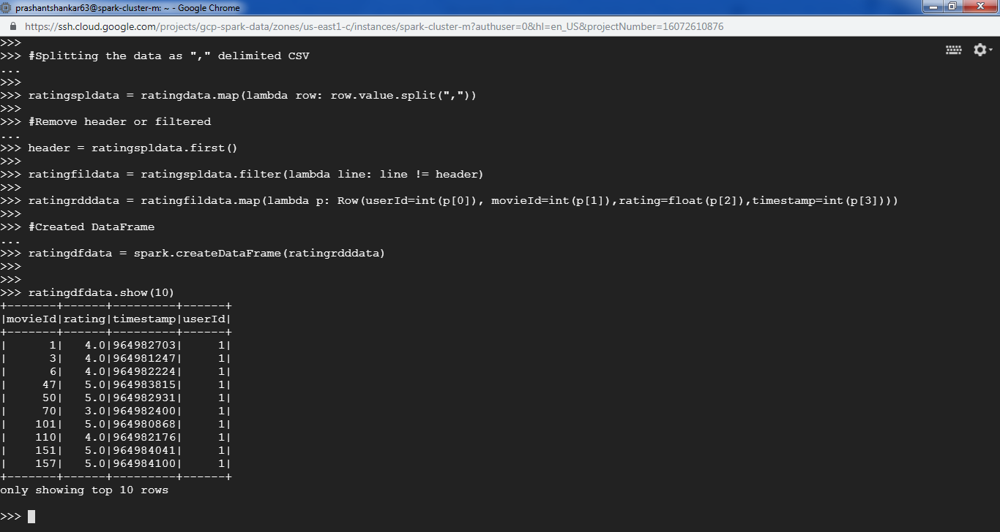 prashantshankar63@spark-cluster-m: ~ - Google Chrome
https://ssh.cloud.google.com/projects/gcp-spark-data/zones/us-east1-c/instances/spark-cluster-m?authuser=0&hl=en_US&projectNumber=16072610876
>>>
>>> #Splitting the data as "," delimited CSV
...
>>>
>>> ratingspldata = ratingdata.map(lambda row: row.value.split(","))
>>>
>>> #Remove header or filtered
...
>>> header = ratingspldata.first()
>>>
>>> ratingfildata = ratingspldata.filter(lambda line: line != header)
>>>
>>> ratingrdddata = ratingfildata.map(lambda p: Row(userId=int(p[0]), movieId=int(p[1]),rating=float(p[2]),timestamp=int(p[3])))
>>>
>>> #Created DataFrame
...
>>> ratingdfdata = spark.createDataFrame(ratingrdddata)
>>>
>>>
>>> ratingdfdata.show(10)
+-------+------+---------+------+
|movieId|rating|timestamp|userId|
+-------+------+---------+------+
|      1|   4.0|964982703|     1|
|      3|   4.0|964981247|     1|
|      6|   4.0|964982224|     1|
|     47|   5.0|964983815|     1|
|     50|   5.0|964982931|     1|
|     70|   3.0|964982400|     1|
|    101|   5.0|964980868|     1|
|    110|   4.0|964982176|     1|
|    151|   5.0|964984041|     1|
|    157|   5.0|964984100|     1|
+-------+------+---------+------+
only showing top 10 rows
>>>